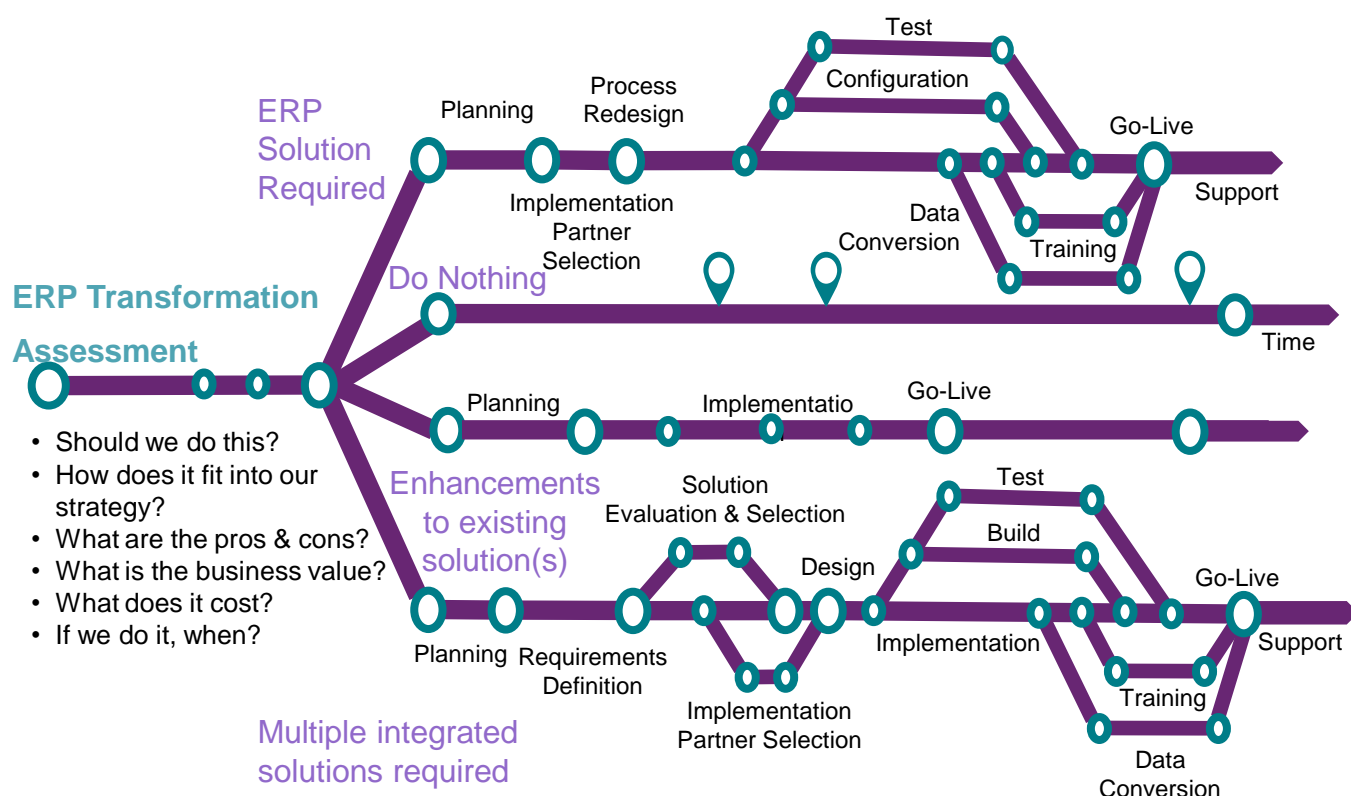 Test
Configuration
Process
Redesign
Planning
ERP
Solution
Required
Go-Live
Support
Implementation
Partner
Selection
Data
Conversion
Training
Do Nothing
Time
ERP Transformation
Assessment
• Should we do this?
• How does it fit into our
strategy?
• What are the pros & cons?
• What is the business value?
• What does it cost?
• If we do it, when?
Planning
Implementatio
Go-Live
Enhancements
to existing
solution(s)
Solution
Evaluation & Selection
Design
Test
Build
Go-Live
Support
Implementation
Planning
Requirements
Definition
Implementation
Partner Selection
Training
Data
Conversion
Multiple integrated
solutions required